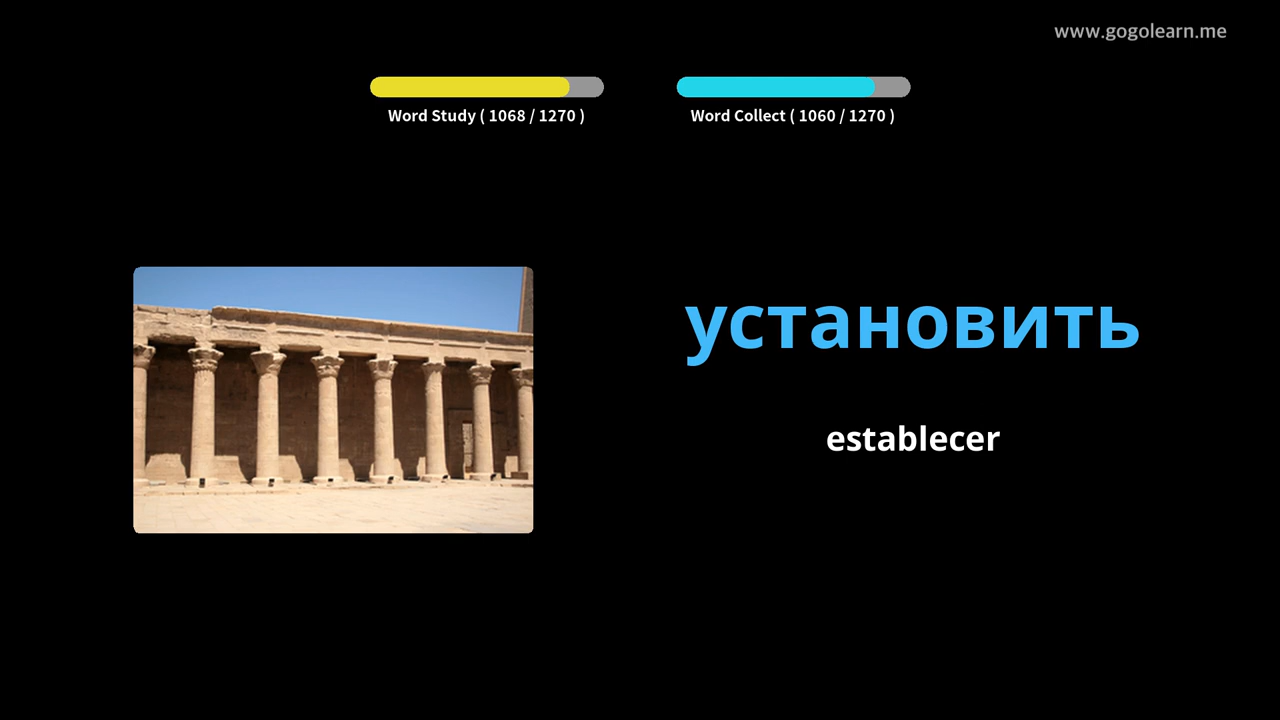 www.gogolearn.me
Word Study ( 1068 / 1270 )
Word Collect ( 1060 / 1270 )
установить
establecer